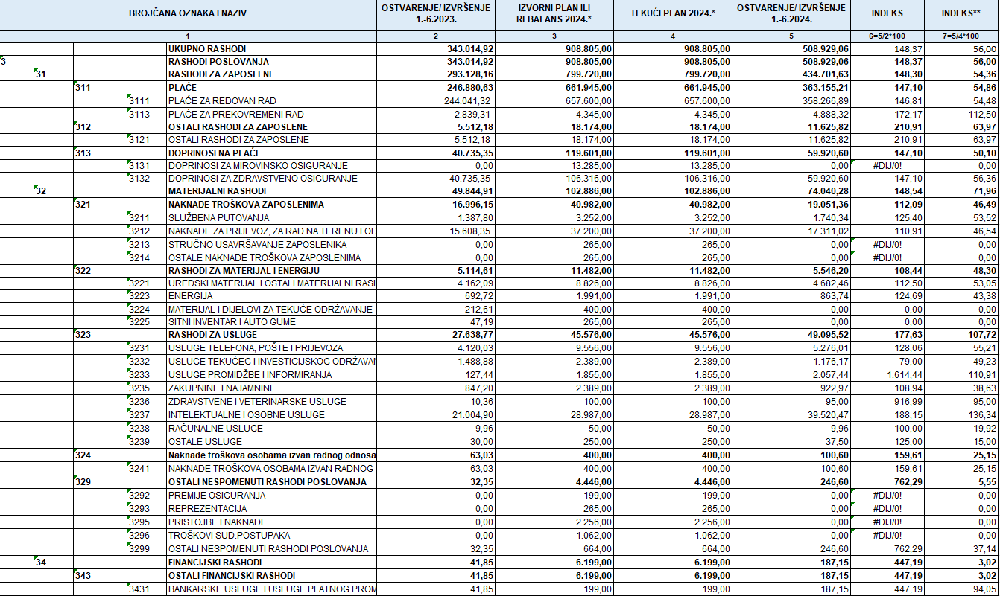 BROJČANA OZNAKA I NAZIV OSTVARENJE/ IZVRŠENJE 1.-6.2023. IZVORNI PLAN ILI REBALANS 2024.* TEKUĆI PLAN 2024.* OSTVARENJE/ IZVRŠENJE 1.-6.2024. INDEKS INDEKS**
1 2 3 4 5 6=5/2*100 7=5/4*100
UKUPNO RASHODI 343.014,92 908.805,00 908.805,00 508.929,06 148,37 56,00
3 RASHODI POSLOVANJA 343.014,92 908.805,00 908.805,00 508.929,06 148,37 56,00
31 RASHODI ZA ZAPOSLENE 293.128,16 799.720,00 799.720,00 434.701,63 148,30 54,36
311 PLAĆE 246.880,63 661.945,00 661.945,00 363.155,21 147,10 54,86
3111 PLAĆE ZA REDOVAN RAD 244.041,32 657.600,00 657.600,00 358.266,89 146,81 54,48
3113 PLAĆE ZA PREKOVREMENI RAD 2.839,31 4.345,00 4.345,00 4.888,32 172,17 112,50
312 OSTALI RASHODI ZA ZAPOSLENE 5.512,18 18.174,00 18.174,00 11.625,82 210,91 63,97
3121 OSTALI RASHODI ZA ZAPOSLENE 5.512,18 18.174,00 18.174,00 11.625,82 210,91 63,97
313 DOPRINOSI NA PLAĆE 40.735,35 119.601,00 119.601,00 59.920,60 147,10 50,10
3131 DOPRINOSI ZA MIROVINSKO OSIGURANJE 0,00 13.285,00 13.285,00 0,00 #DIJ/0! 0,00
3132 DOPRINOSI ZA ZDRAVSTVENO OSIGURANJE 40.735,35 106.316,00 106.316,00 59.920,60 147,10 56,36
32 MATERIJALNI RASHODI 49.844,91 102.886,00 102.886,00 74.040,28 148,54 71,96
321 NAKNADE TROŠKOVA ZAPOSLENIMA 16.996,15 40.982,00 40.982,00 19.051,36 112,09 46,49
3211 SLUŽBENA PUTOVANJA 1.387,80 3.252,00 3.252,00 1.740,34 125,40 53,52
3212 NAKNADE ZA PRIJEVOZ, ZA RAD NA TERENU I OD 15.608,35 37.200,00 37.200,00 17.311,02 110,91 46,54
3213 STRUČNO USAVRŠAVANJE ZAPOSLENIKA 0,00 265,00 265,00 0,00 #DIJ/0! 0,00
3214 OSTALE NAKNADE TROŠKOVA ZAPOSLENIMA 0,00 265,00 265,00 0,00 #DIJ/0! 0,00
322 RASHODI ZA MATERIJAL I ENERGIJU 5.114,61 11.482,00 11.482,00 5.546,20 108,44 48,30
3221 UREDSKI MATERIJAL I OSTALI MATERIJALNI RASH 4.162,09 8.826,00 8.826,00 4.682,46 112,50 53,05
3223 ENERGIJA 692,72 1.991,00 1.991,00 863,74 124,69 43,38
3224 MATERIJAL I DIJELOVI ZA TEKUĆE ODRŽAVANJE 212,61 400,00 400,00 0,00 0,00 0,00
3225 SITNI INVENTAR I AUTO GUME 47,19 265,00 265,00 0,00 0,00 0,00
323 RASHODI ZA USLUGE 27.638,77 45.576,00 45.576,00 49.095,52 177,63 107,72
3231 USLUGE TELEFONA, POŠTE I PRIJEVOZA 4.120,03 9.556,00 9.556,00 5.276,01 128,06 55,21
3232 USLUGE TEKUĆEG I INVESTICIJSKOG ODRŽAVAN 1.488,88 2.389,00 2.389,00 1.176,17 79,00 49,23
3233 USLUGE PROMIDŽBE I INFORMIRANJA 127,44 1.855,00 1.855,00 2.057,44 1.614,44 110,91
3235 ZAKUPNINE I NAJAMNINE 847,20 2.389,00 2.389,00 922,97 108,94 38,63
3236 ZDRAVSTVENE I VETERINARSKE USLUGE 10,36 100,00 100,00 95,00 916,99 95,00
3237 INTELEKTUALNE I OSOBNE USLUGE 21.004,90 28.987,00 28.987,00 39.520,47 188,15 136,34
3238 RAČUNALNE USLUGE 9,96 50,00 50,00 9,96 100,00 19,92
3239 OSTALE USLUGE 30,00 250,00 250,00 37,50 125,00 15,00
324 Naknade troškova osobama izvan radnog odnosa 63,03 400,00 400,00 100,60 159,61 25,15
3241 NAKNADE TROŠKOVA OSOBAMA IZVAN RADNOG 63,03 400,00 400,00 100,60 159,61 25,15
329 OSTALI NESPOMENUTI RASHODI POSLOVANJA 32,35 4.446,00 4.446,00 246,60 762,29 5,55
3292 PREMIJE OSIGURANJA 0,00 199,00 199,00 0,00 #DIJ/0! 0,00
3293 REPREZENTACIJA 0,00 265,00 265,00 0,00 #DIJ/0! 0,00
3295 PRISTOJBE I NAKNADE 0,00 2.256,00 2.256,00 0,00 #DIJ/0! 0,00
3296 TROŠKOVI SUD.POSTUPAKA 0,00 1.062,00 1.062,00 0,00 #DIJ/0! 0,00
3299 OSTALI NESPOMENUTI RASHODI POSLOVANJA 32,35 664,00 664,00 246,60 762,29 37,14
34 FINANCIJSKI RASHODI 41,85 6.199,00 6.199,00 187,15 447,19 3,02
343 OSTALI FINANCIJSKI RASHODI 41,85 6.199,00 6.199,00 187,15 447,19 3,02
3431 BANKARSKE USLUGE I USLUGE PLATNOG PROM 41,85 199,00 199,00 187,15 447,19 94,05